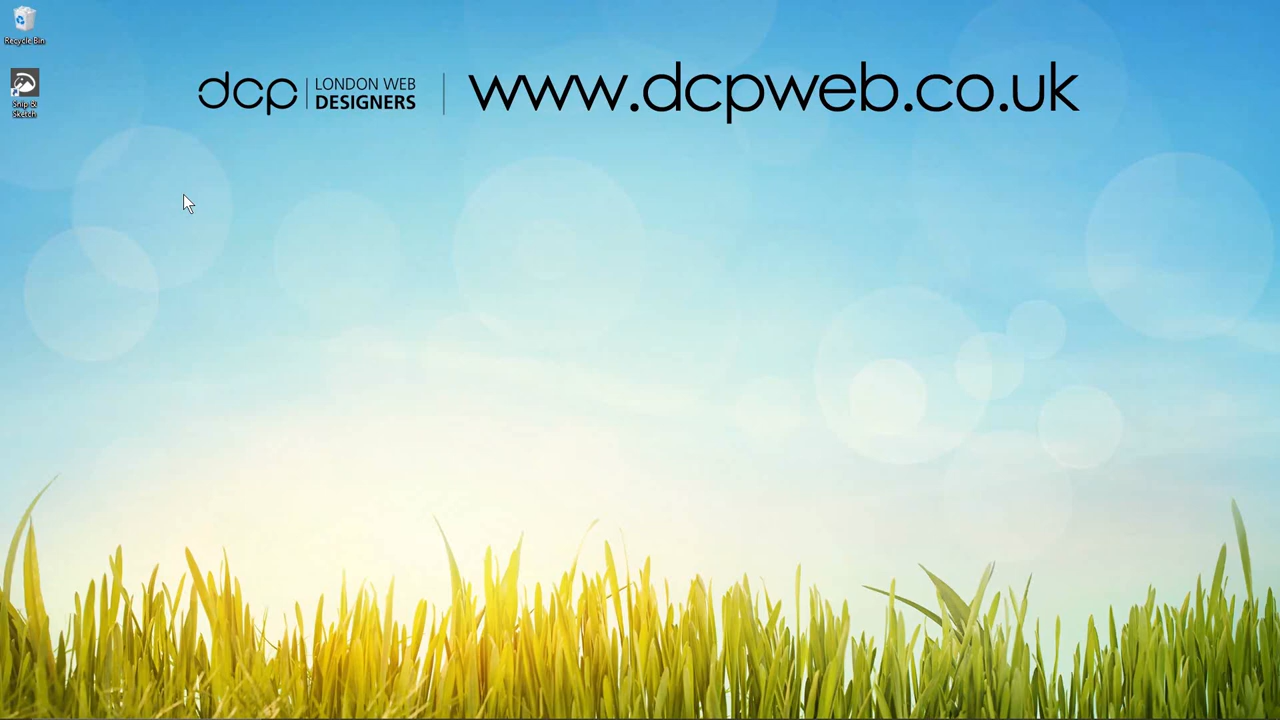 Recycle Bin
Snip &
Sketch
dcp
LONDON WEB
DESIGNERS
www.dcpweb.co.uk